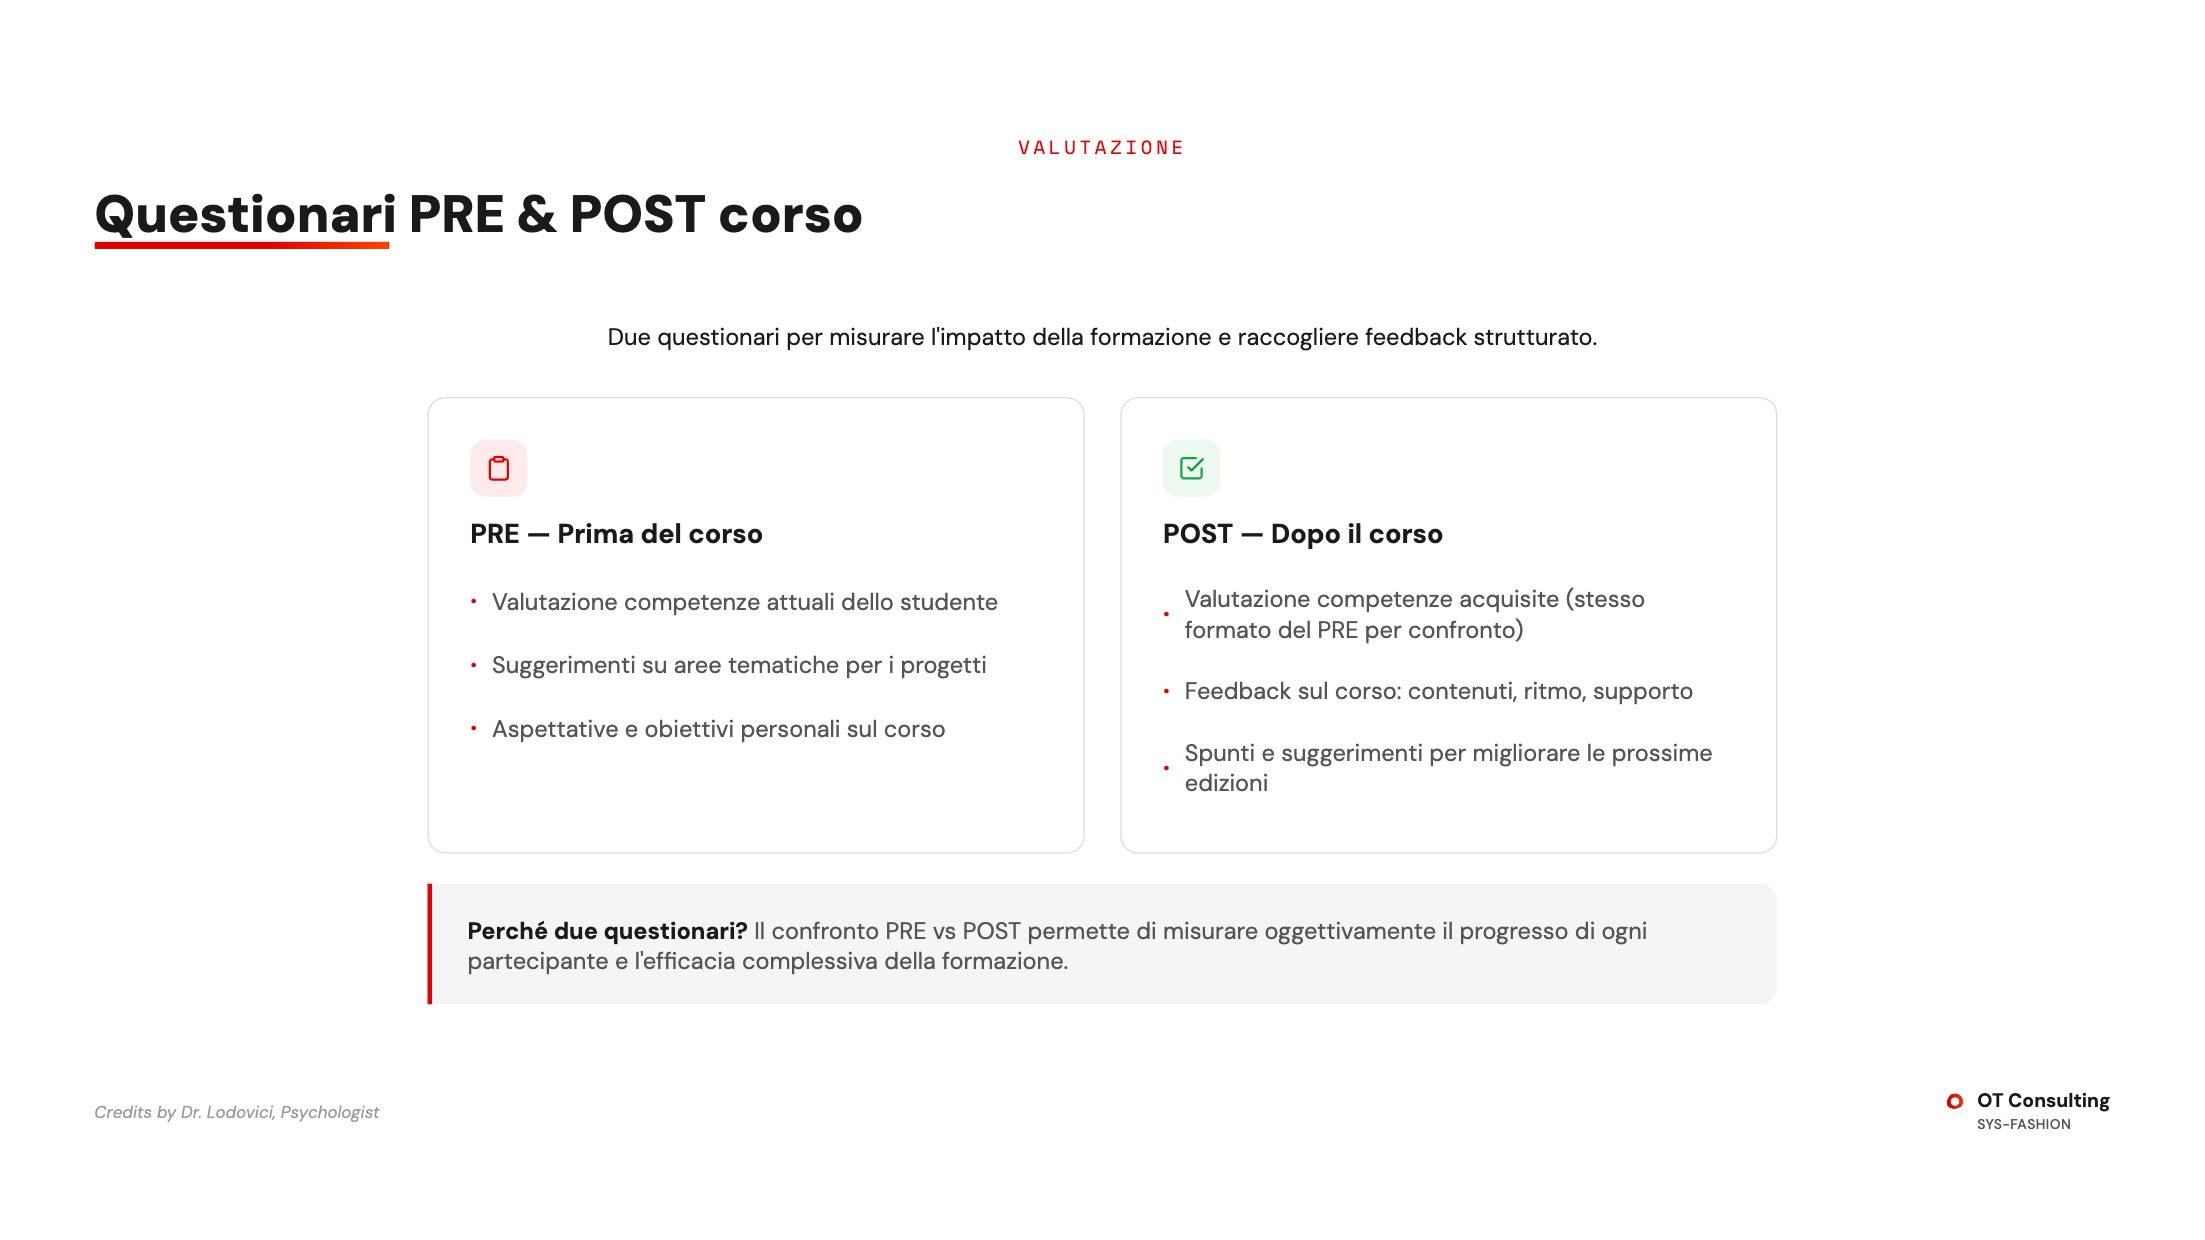 VALUTAZIONE
Questionari PRE & POST corso
Due questionari per misurare l'impatto della formazione e raccogliere feedback strutturato.
PRE — Prima del corso
• Valutazione competenze attuali dello studente
• Suggerimenti su aree tematiche per i progetti
• Aspettative e obiettivi personali sul corso
POST — Dopo il corso
• Valutazione competenze acquisite (stesso
formato del PRE per confronto)
• Feedback sul corso: contenuti, ritmo, supporto
• Spunti e suggerimenti per migliorare le prossime
edizioni
Perché due questionari? Il confronto PRE vs POST permette di misurare oggettivamente il progresso di ogni
partecipante e l'efficacia complessiva della formazione.
Credits by Dr. Lodovici, Psychologist
OT Consulting
SYS-FASHION